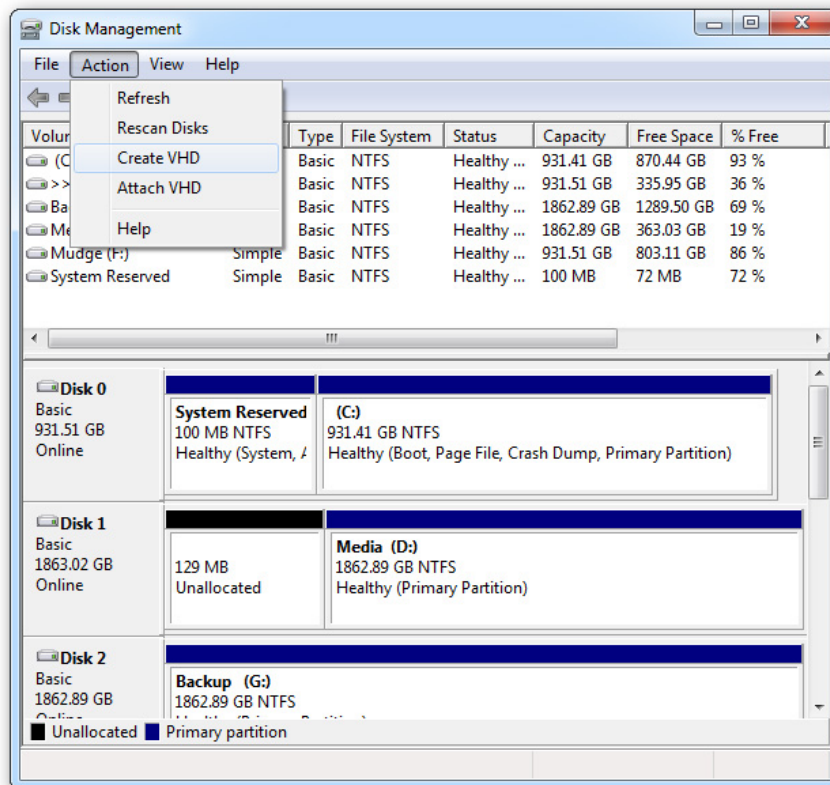 Disk Management
File Action View Help
Refresh
Rescan Disks
Create VHD
Attach VHD
Help
Type File System Status Capacity Free Space % Free
Basic NTFS Healthy ... 931.41 GB 870.44 GB 93 %
>> Basic NTFS Healthy ... 931.51 GB 335.95 GB 36 %
Basic NTFS Healthy ... 1862.89 GB 1289.50 GB 69 %
Basic NTFS Healthy ... 1862.89 GB 363.03 GB 19 %
Mudge (F:) Simple Basic NTFS Healthy ... 931.51 GB 803.11 GB 86 %
System Reserved Simple Basic NTFS Healthy ... 100 MB 72 MB 72 %
Disk 0
Basic
931.51 GB
Online
System Reserved
100 MB NTFS
Healthy (System, A
(C:)
931.41 GB NTFS
Healthy (Boot, Page File, Crash Dump, Primary Partition)
Disk 1
Basic
1863.02 GB
Online
129 MB
Unallocated
Media (D:)
1862.89 GB NTFS
Healthy (Primary Partition)
Disk 2
Basic
1862.89 GB
Backup (G:)
1862.89 GB NTFS
Unallocated Primary partition